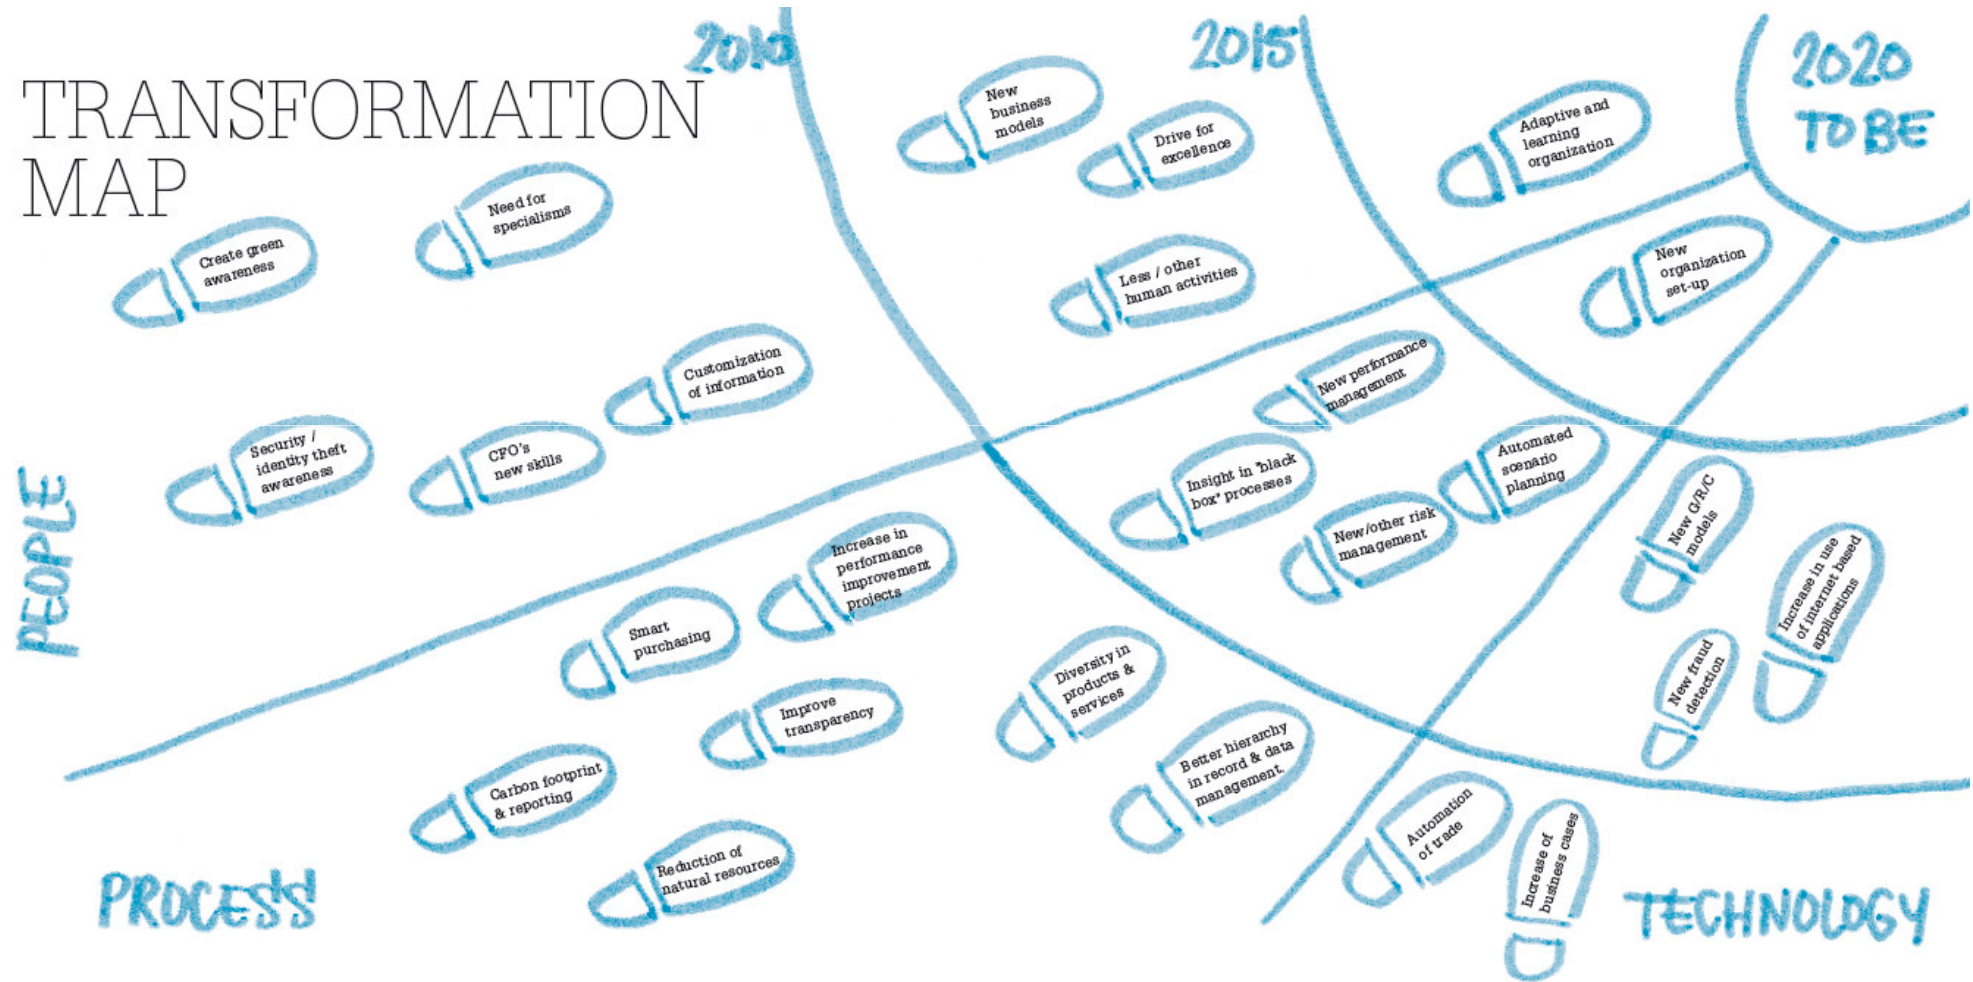 TRANSFORMATION
MAP
2010
2015
2020
TO BE
PEOPLE
Create green
awareness
Need for
specialisms
Customization
of information
Security /
identity theft
awareness
CFO's
new skills
New
business
models
Drive for
excellence
Less / other
human activities
Adaptive and
learning
organization
PROCESS
Increase in
performance
improvement
projects
Smart
purchasing
Improve
transparency
Carbon footprint
& reporting
Reduction of
natural resources
Diversity in
products &
services
Better hierarchy
in record & data
management.
New performance
management
Insight in "black
box" processes
New/other risk
management
Automated
scenario
planning
New
organization
set-up
TECHNOLOGY
Automation
of trade
Increase of
business cases
New G/R/C
models
Increase in use
of internet based
applications
New fraud
detection